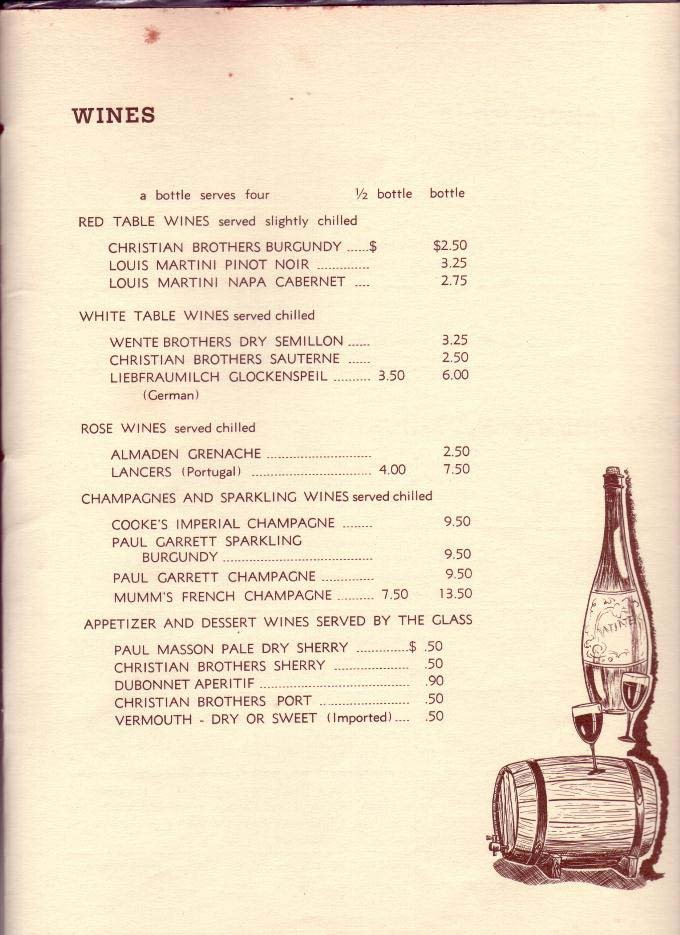 WINES
a bottle serves four ½ bottle bottle
RED TABLE WINES served slightly chilled
CHRISTIAN BROTHERS BURGUNDY ......$ $2.50
LOUIS MARTINI PINOT NOIR .............. 3.25
LOUIS MARTINI NAPA CABERNET .... 2.75
WHITE TABLE WINES served chilled
WENTE BROTHERS DRY SEMILLON ...... 3.25
CHRISTIAN BROTHERS SAUTERNE ...... 2.50
LIEBFRAUMILCH GLOCKENSPEIL .......... 3.50 6.00
(German)
ROSE WINES served chilled
ALMADEN GRENACHE ............................ 2.50
LANCERS (Portugal) ................................ 4.00 7.50
CHAMPAGNES AND SPARKLING WINES served chilled
COOKE'S IMPERIAL CHAMPAGNE ........ 9.50
PAUL GARRETT SPARKLING
BURGUNDY ........................................ 9.50
PAUL GARRETT CHAMPAGNE .............. 9.50
MUMM'S FRENCH CHAMPAGNE .......... 7.50 13.50
APPETIZER AND DESSERT WINES SERVED BY THE GLASS
PAUL MASSON PALE DRY SHERRY ..............$ .50
CHRISTIAN BROTHERS SHERRY .................... .50
DUBONNET APERITIF ........................................ .90
CHRISTIAN BROTHERS PORT ........................ .50
VERMOUTH - DRY OR SWEET (Imported).... .50